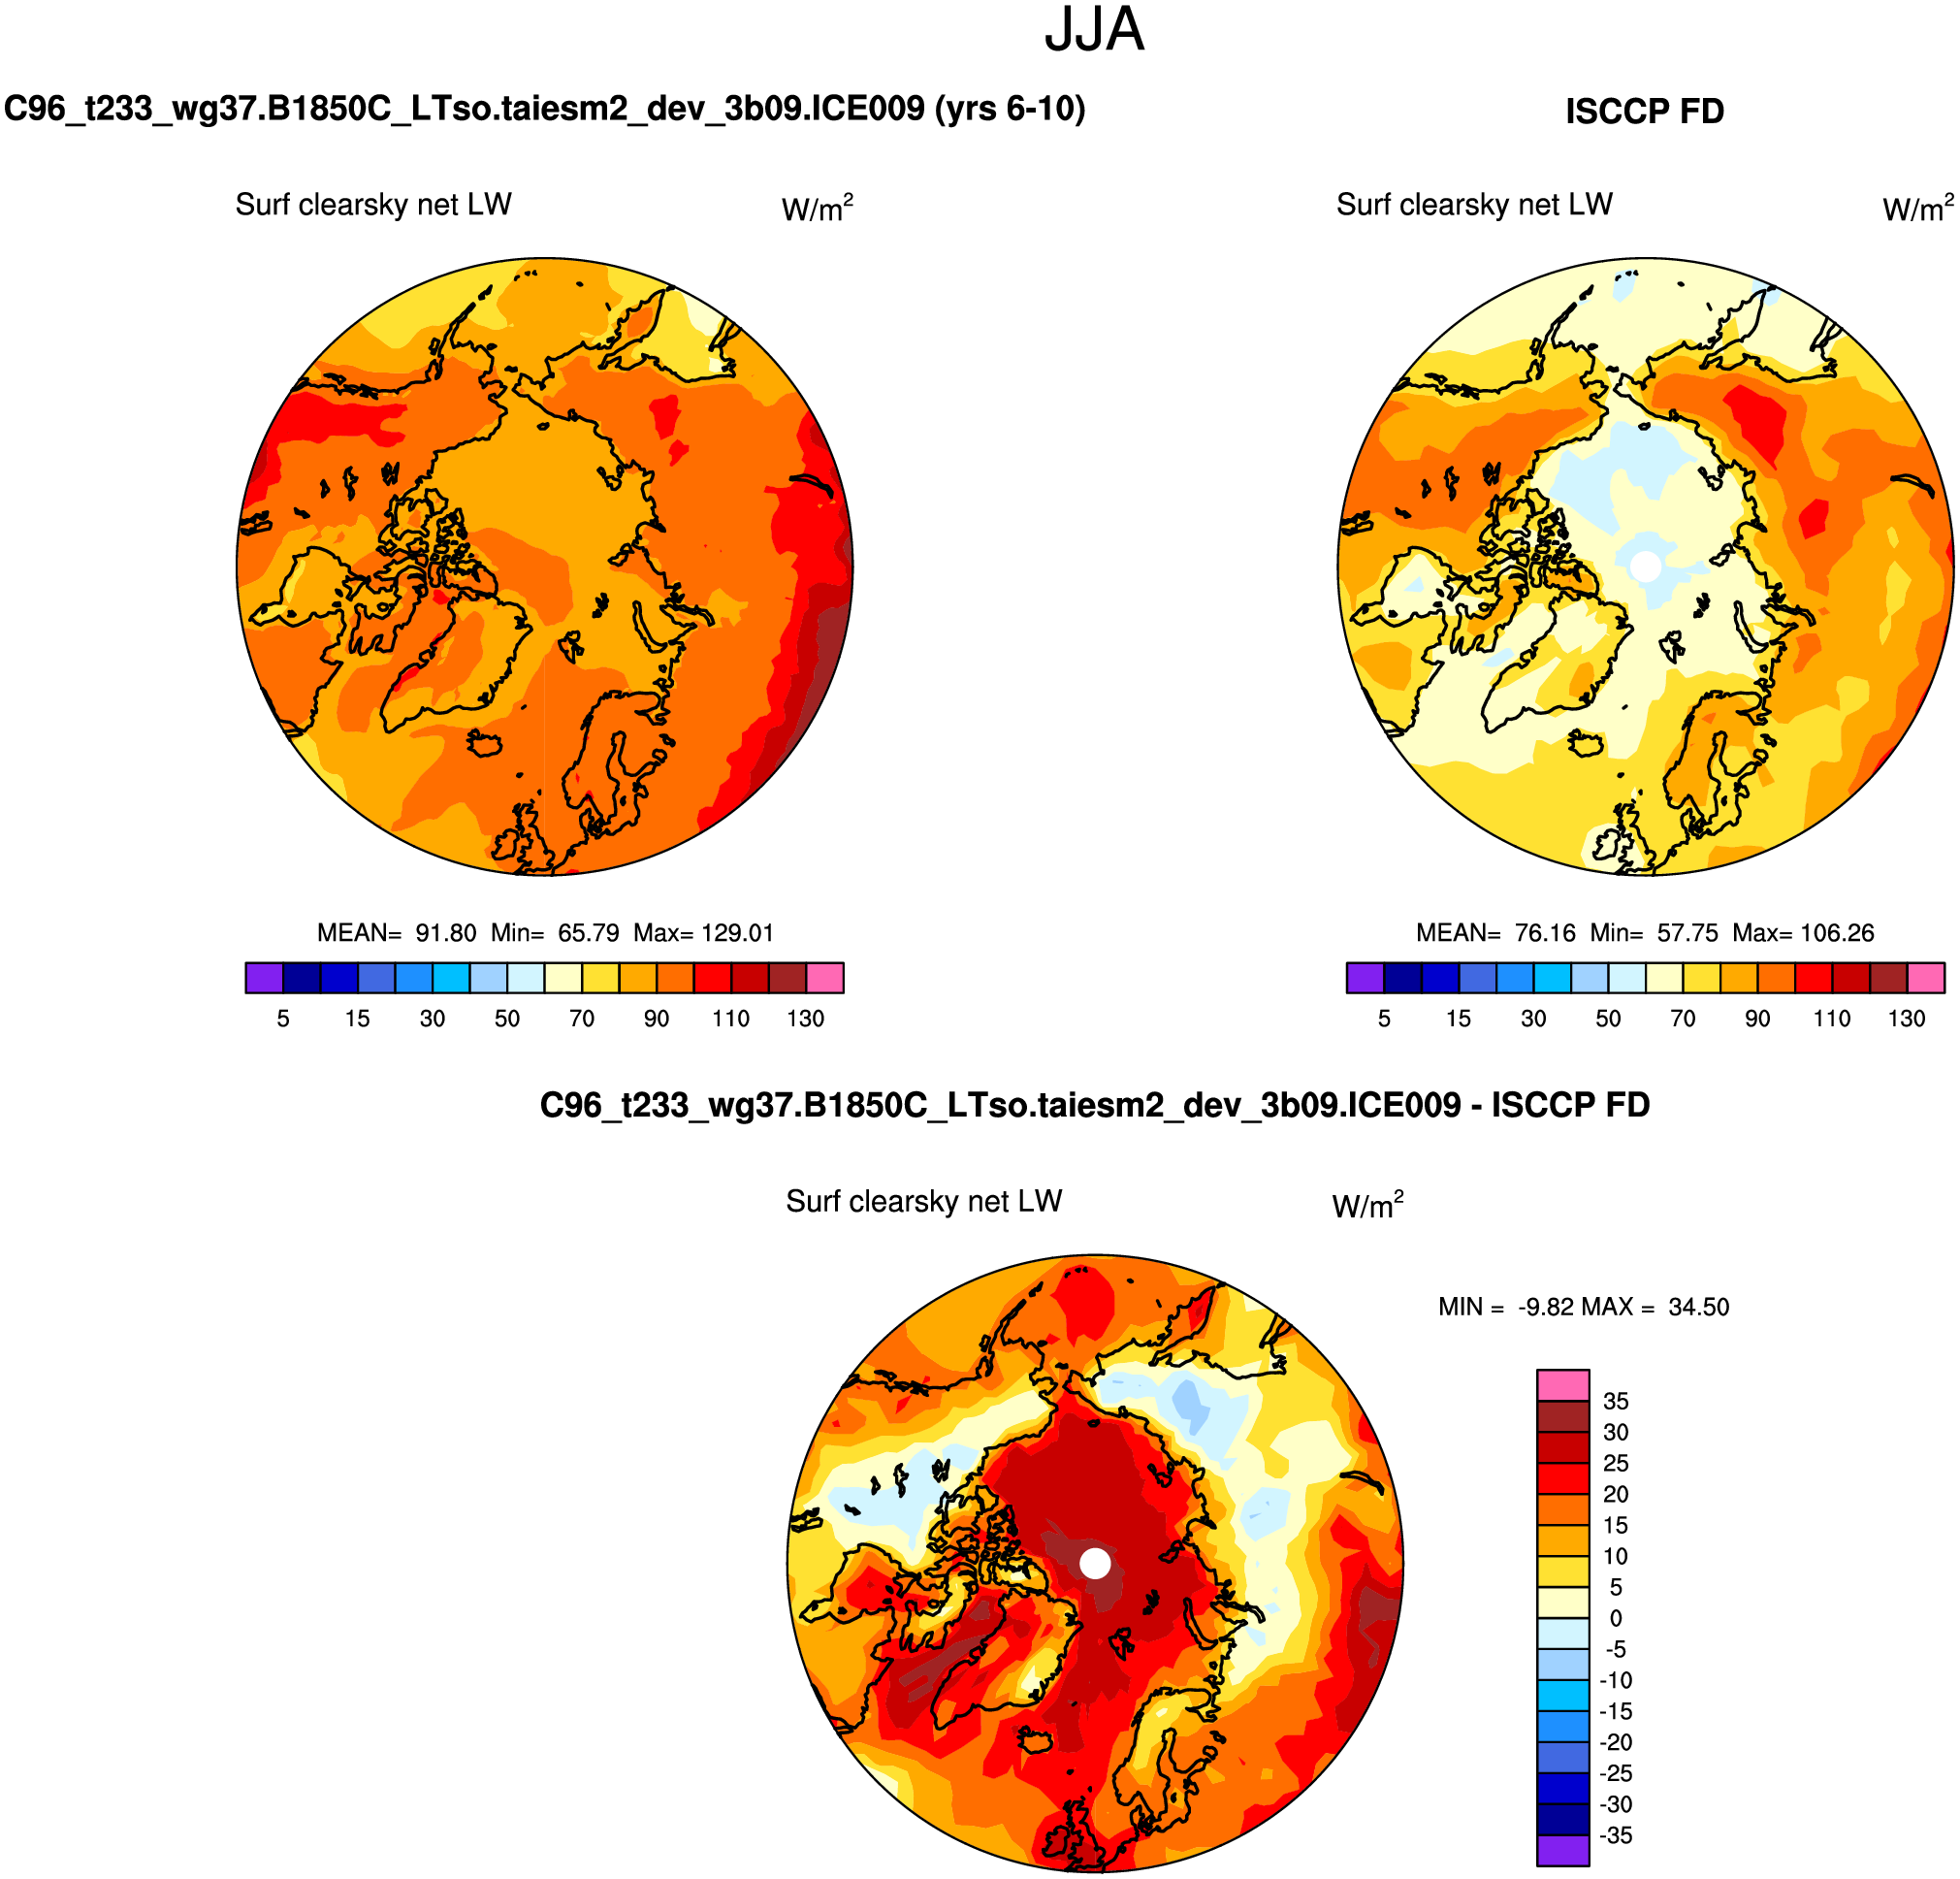 JJA
C96_t233_wg37.B1850C_LTso.taiesm2_dev_3b09.ICE009 (yrs 6-10)
ISCCP FD
Surf clearsky net LW
W/m²
Surf clearsky net LW
W/m²
MEAN= 91.80 Min= 65.79 Max= 129.01
MEAN= 76.16 Min= 57.75 Max= 106.26
5 15 30 50 70 90 110 130
5 15 30 50 70 90 110 130
C96_t233_wg37.B1850C_LTso.taiesm2_dev_3b09.ICE009 - ISCCP FD
Surf clearsky net LW
W/m²
MIN = -9.82 MAX = 34.50
35
30
25
20
15
10
5
0
-5
-10
-15
-20
-25
-30
-35